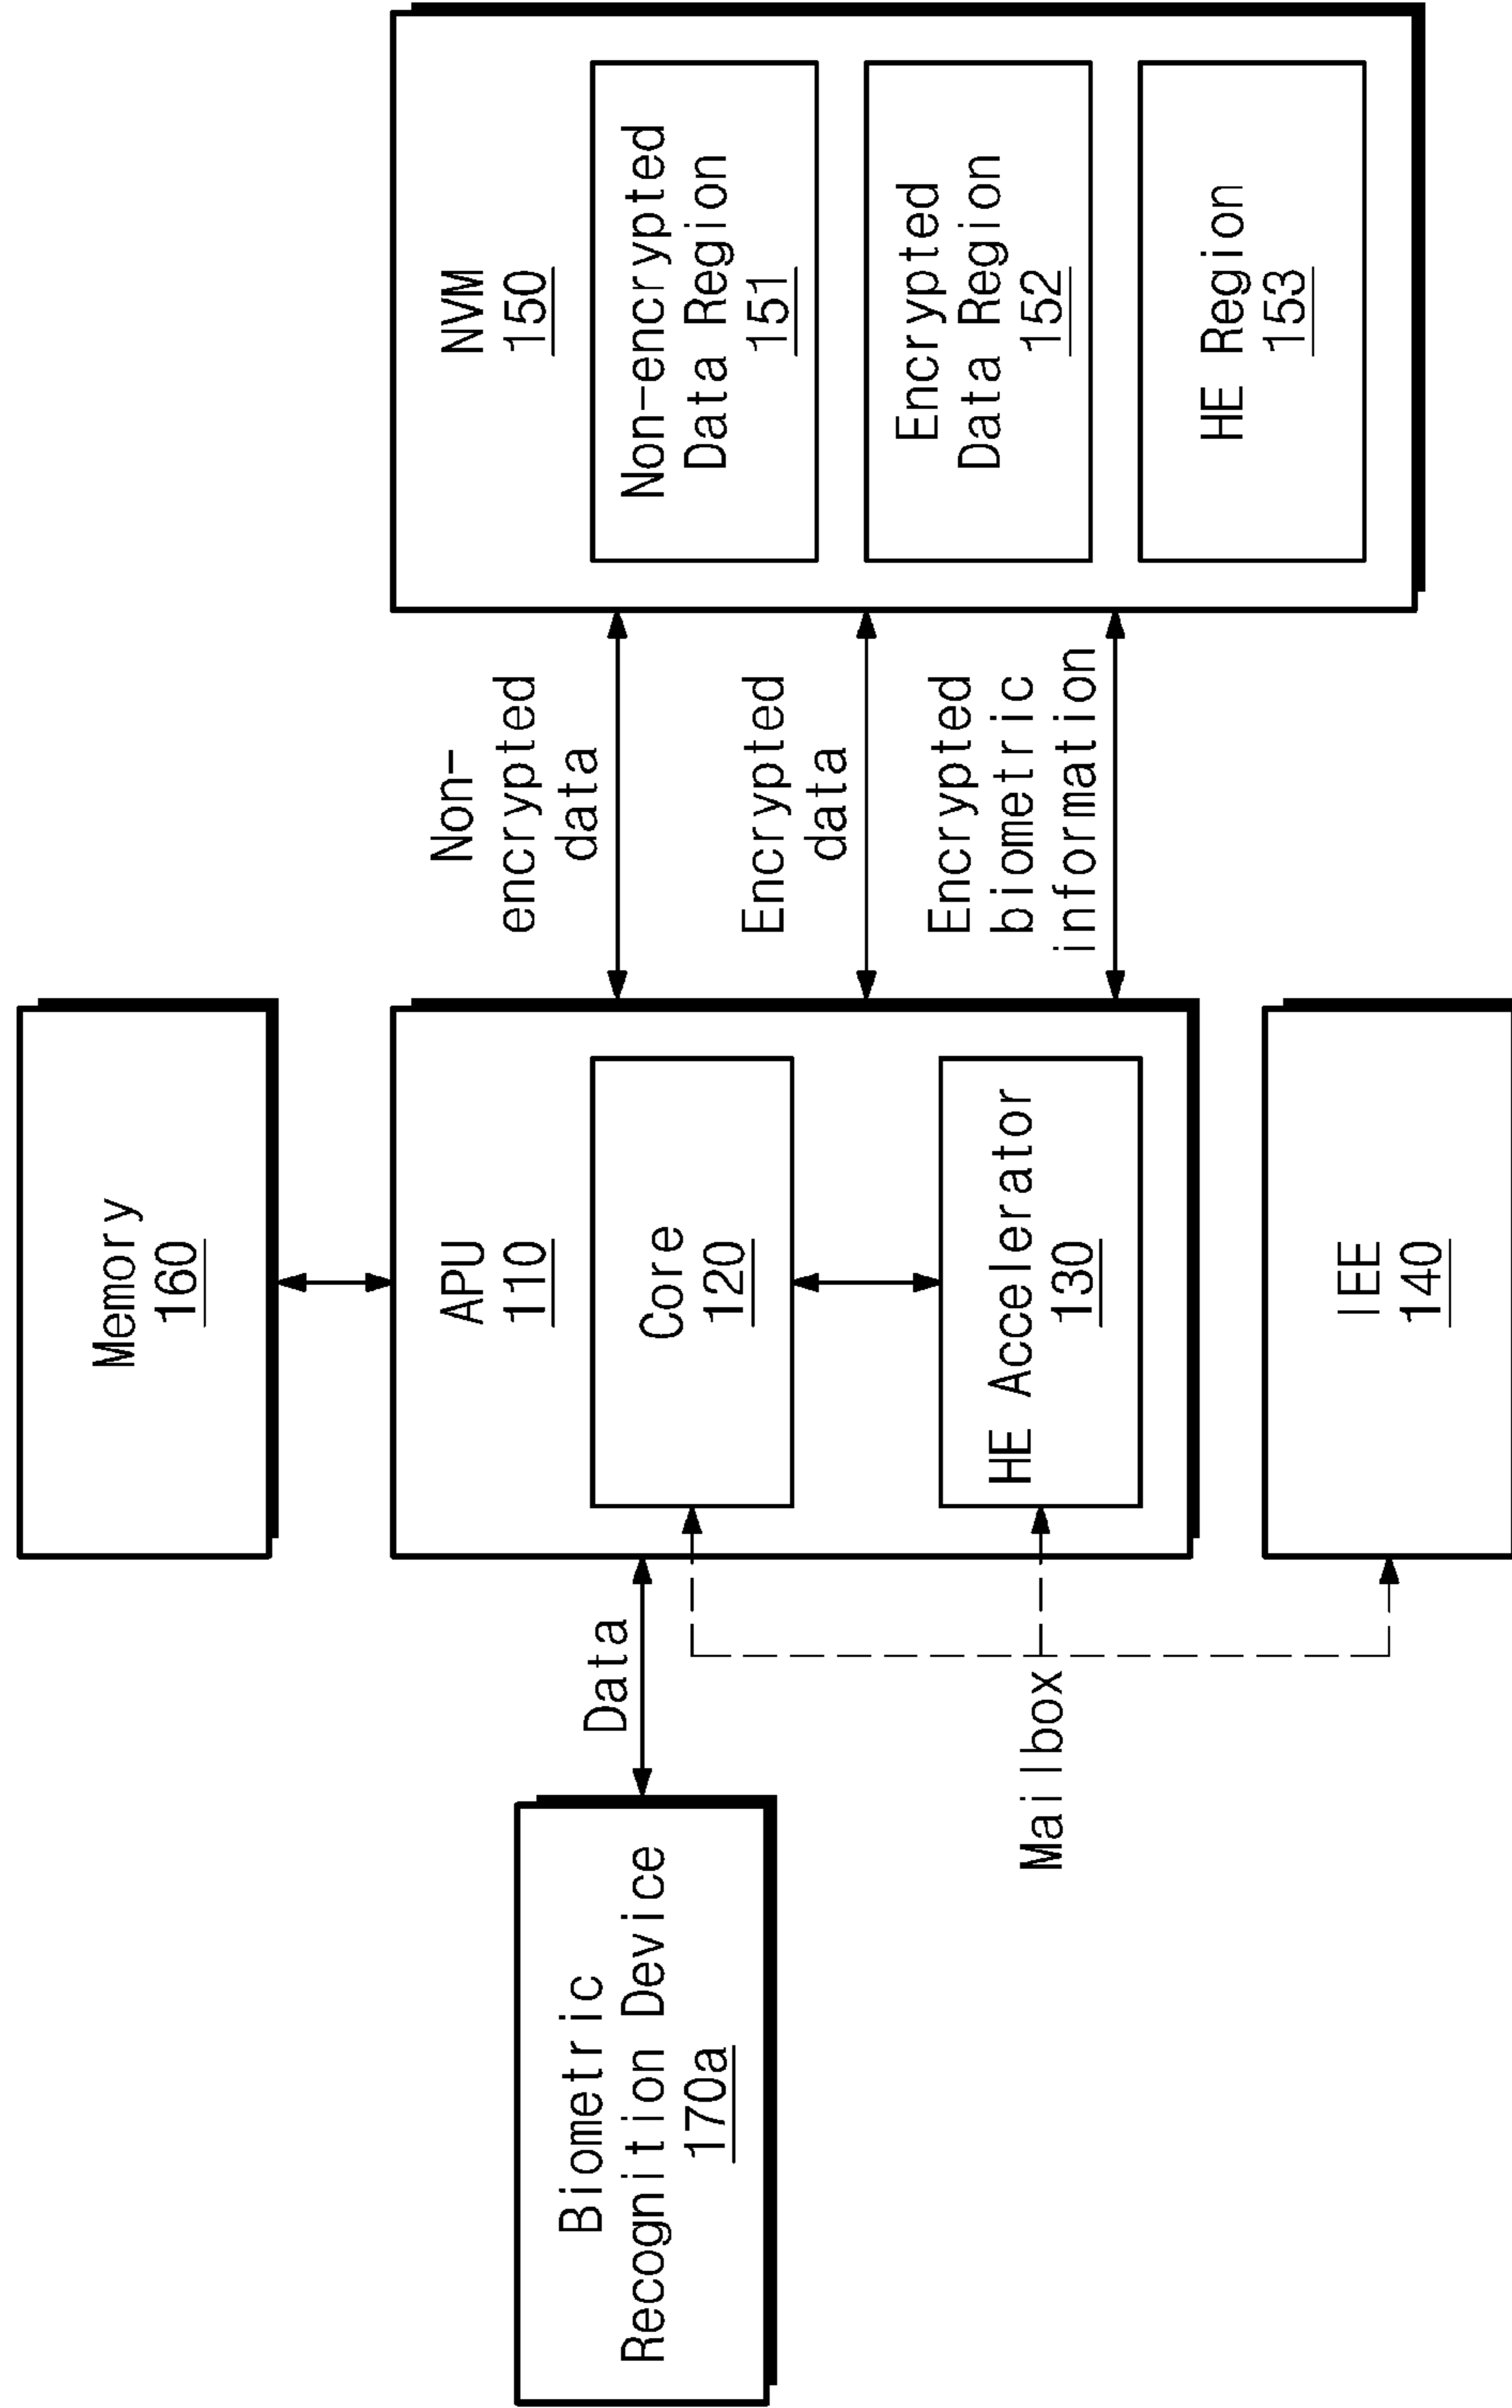 Memory
160
APU
110
Core
120
HE Accelerator
130
IEE
140
Biometric
Recognition Device
170a
Data
Mailbox
Non-
encrypted
data
Encrypted
data
Encrypted
biometric
information
NVM
150
Non-encrypted
Data Region
151
Encrypted
Data Region
152
HE Region
153